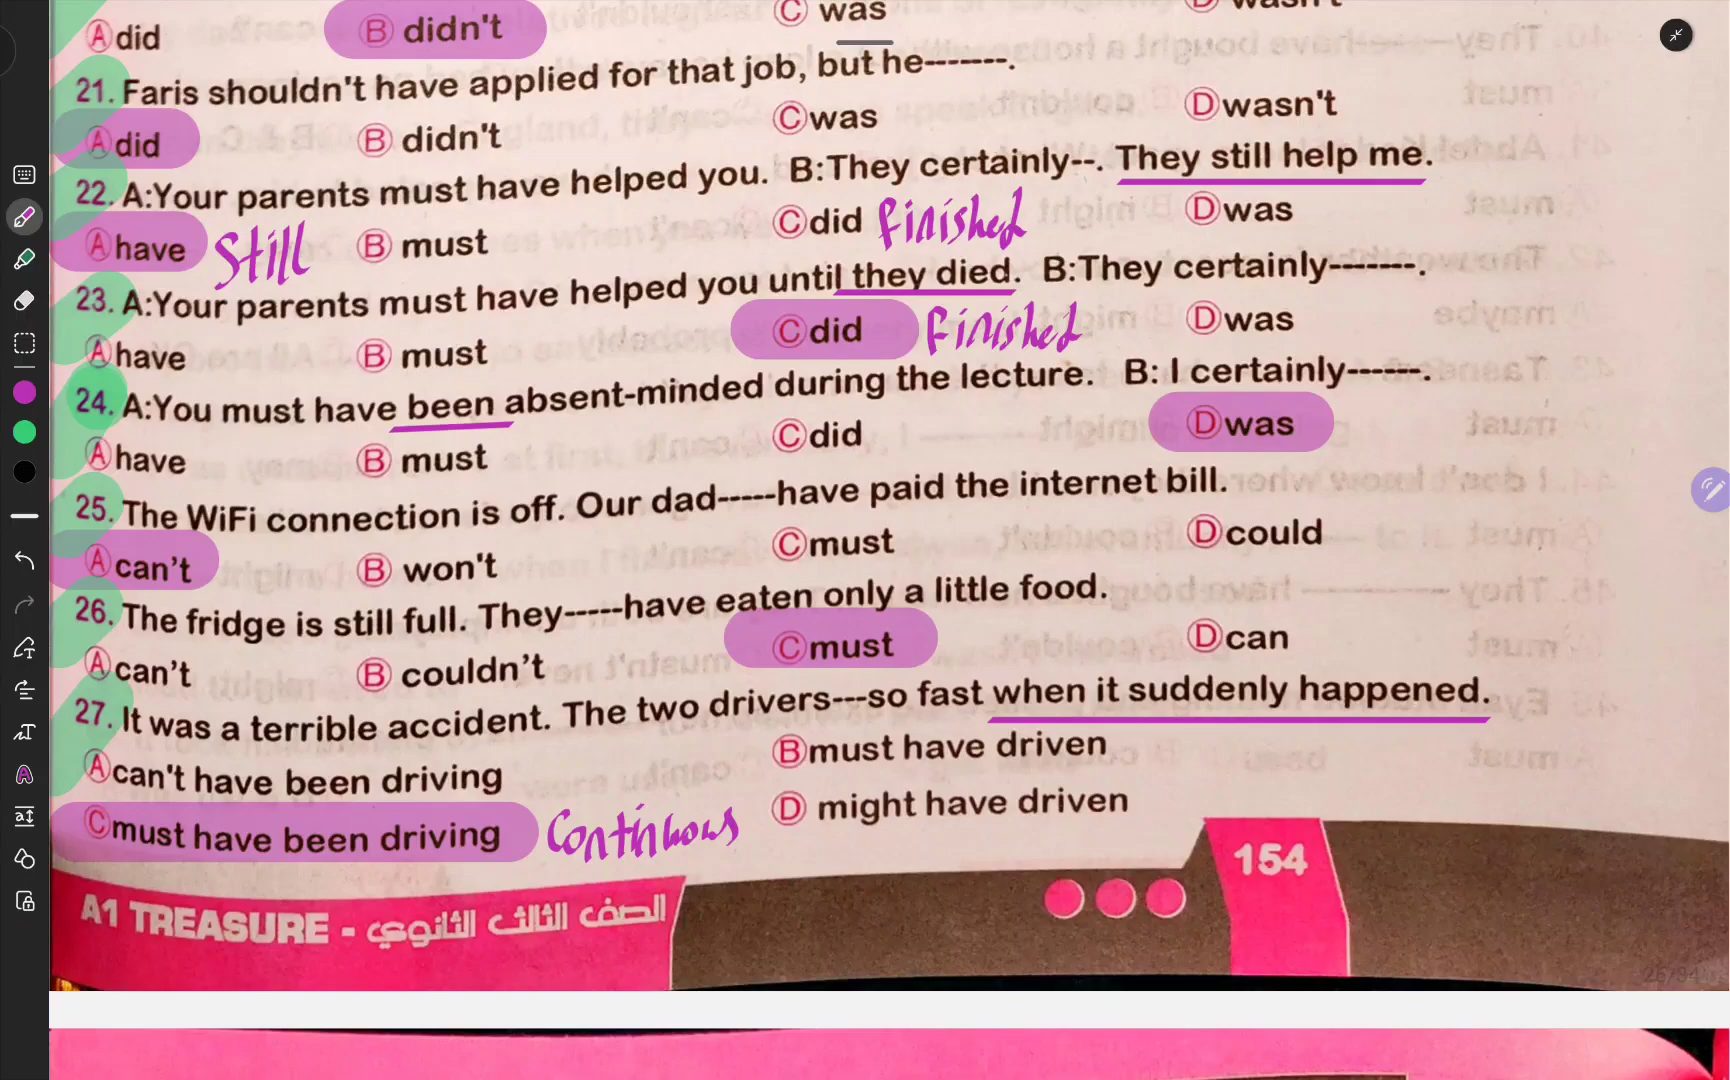 A did B didn't C was D wasn't
21. Faris shouldn't have applied for that job, but he-------.
A did B didn't C was D wasn't
22. A:Your parents must have helped you. B:They certainly--. They still help me.
A have Still B must C did finished D was
23. A:Your parents must have helped you until they died. B:They certainly-------.
A have B must C did finished D was
24. A:You must have been absent-minded during the lecture. B: I certainly------.
A have B must C did D was
25. The WiFi connection is off. Our dad-----have paid the internet bill.
A can't B won't C must D could
26. The fridge is still full. They-----have eaten only a little food.
A can't B couldn't C must D can
27. It was a terrible accident. The two drivers---so fast when it suddenly happened.
A can't have been driving B must have driven
C must have been driving Continuous D might have driven
154
A1 TREASURE - الصف الثالث الثانوي